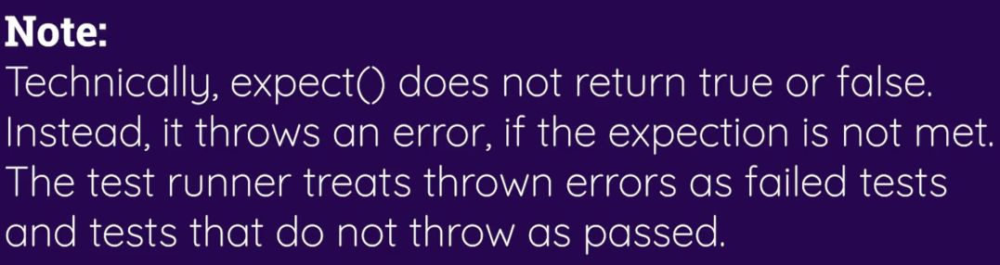 Note:
Technically, expect() does not return true or false.
Instead, it throws an error, if the expection is not met.
The test runner treats thrown errors as failed tests
and tests that do not throw as passed.